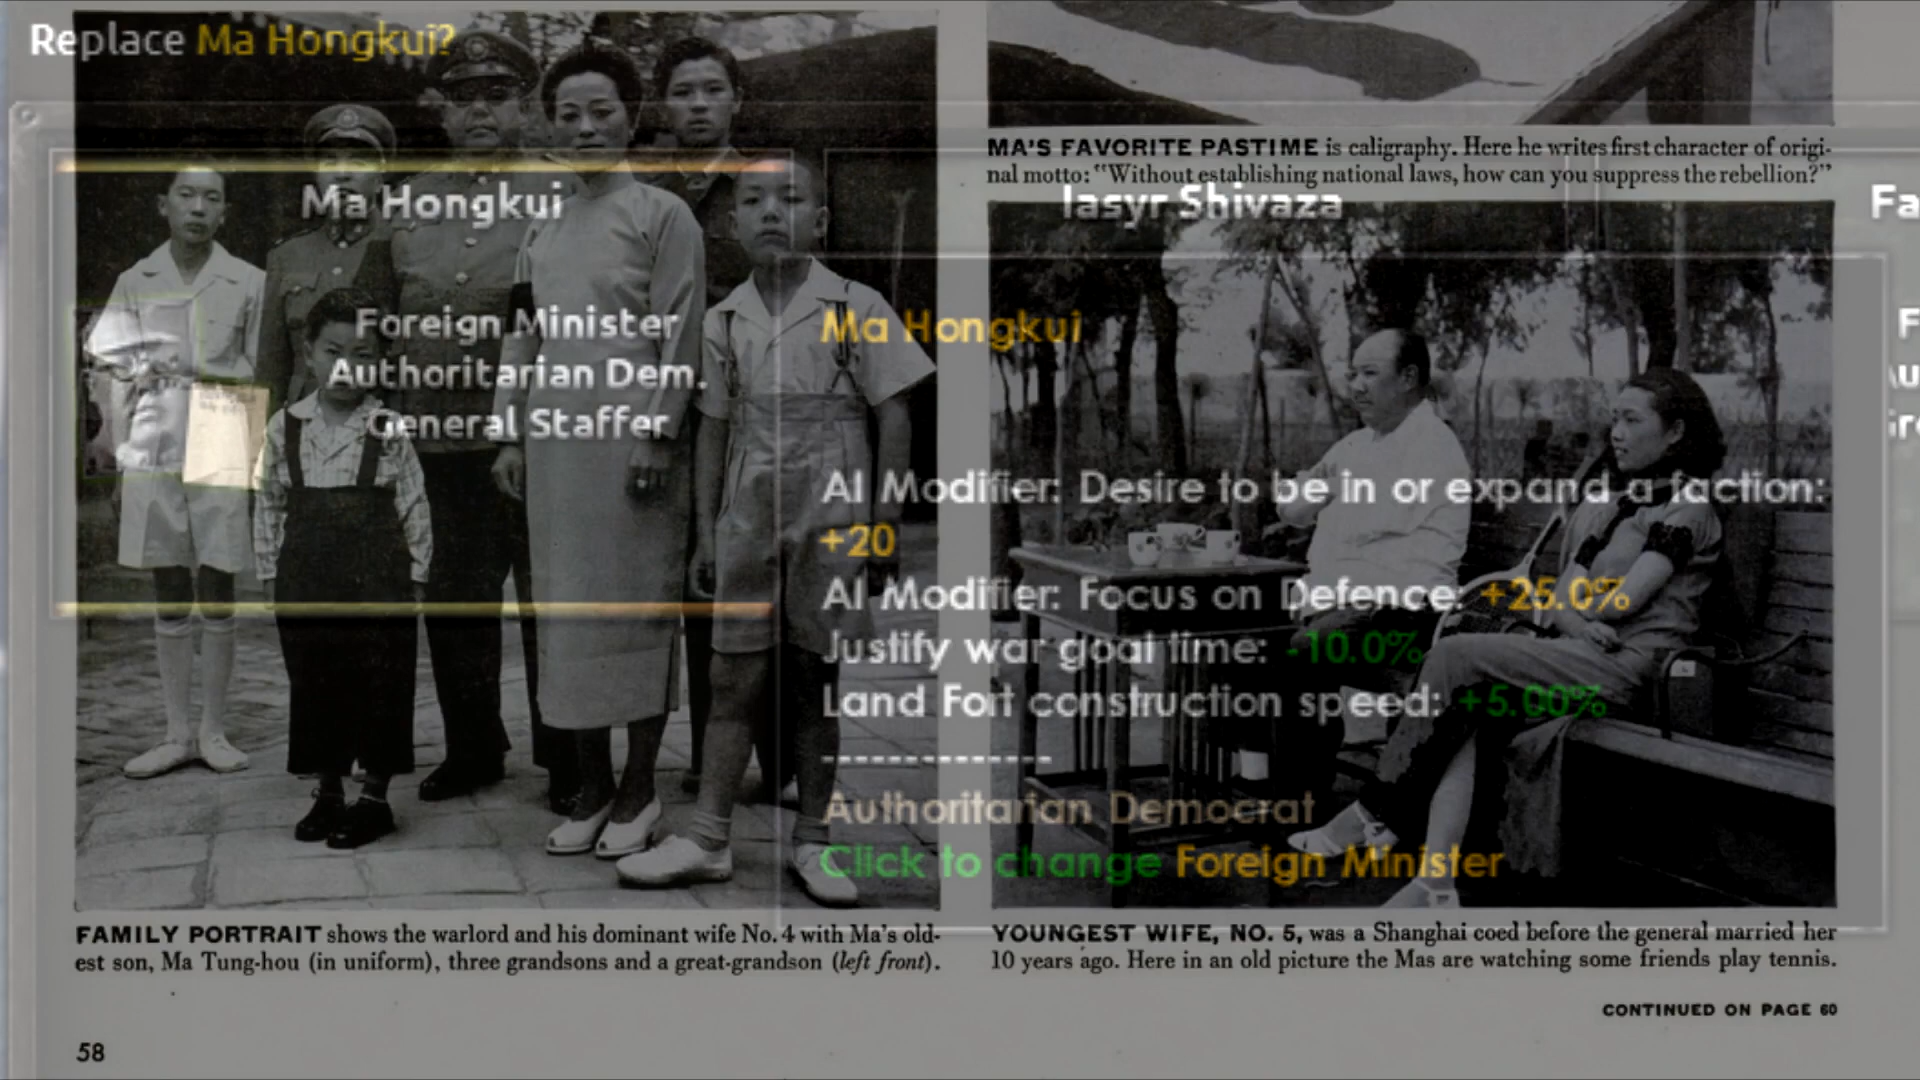 Replace Ma Hongkui?
MA'S FAVORITE PASTIME is caligraphy. Here he writes first character of origi-
nal motto: "Without establishing national laws, how can you suppress the rebellion?"
Ma Hongkui
Iasyr Shivaza
Fa
Foreign Minister
Authoritarian Dem.
General Staffer
Ma Hongkui
AI Modifier: Desire to be in or expand a faction:
+20
AI Modifier: Focus on Defence: +25.0%
Justify war goal time: -10.0%
Land Fort construction speed: +5.00%
--------------
Authoritarian Democrat
Click to change Foreign Minister
FAMILY PORTRAIT shows the warlord and his dominant wife No. 4 with Ma's old-
est son, Ma Tung-hou (in uniform), three grandsons and a great-grandson (left front).
YOUNGEST WIFE, NO. 5, was a Shanghai coed before the general married her
10 years ago. Here in an old picture the Mas are watching some friends play tennis.
CONTINUED ON PAGE 60
58